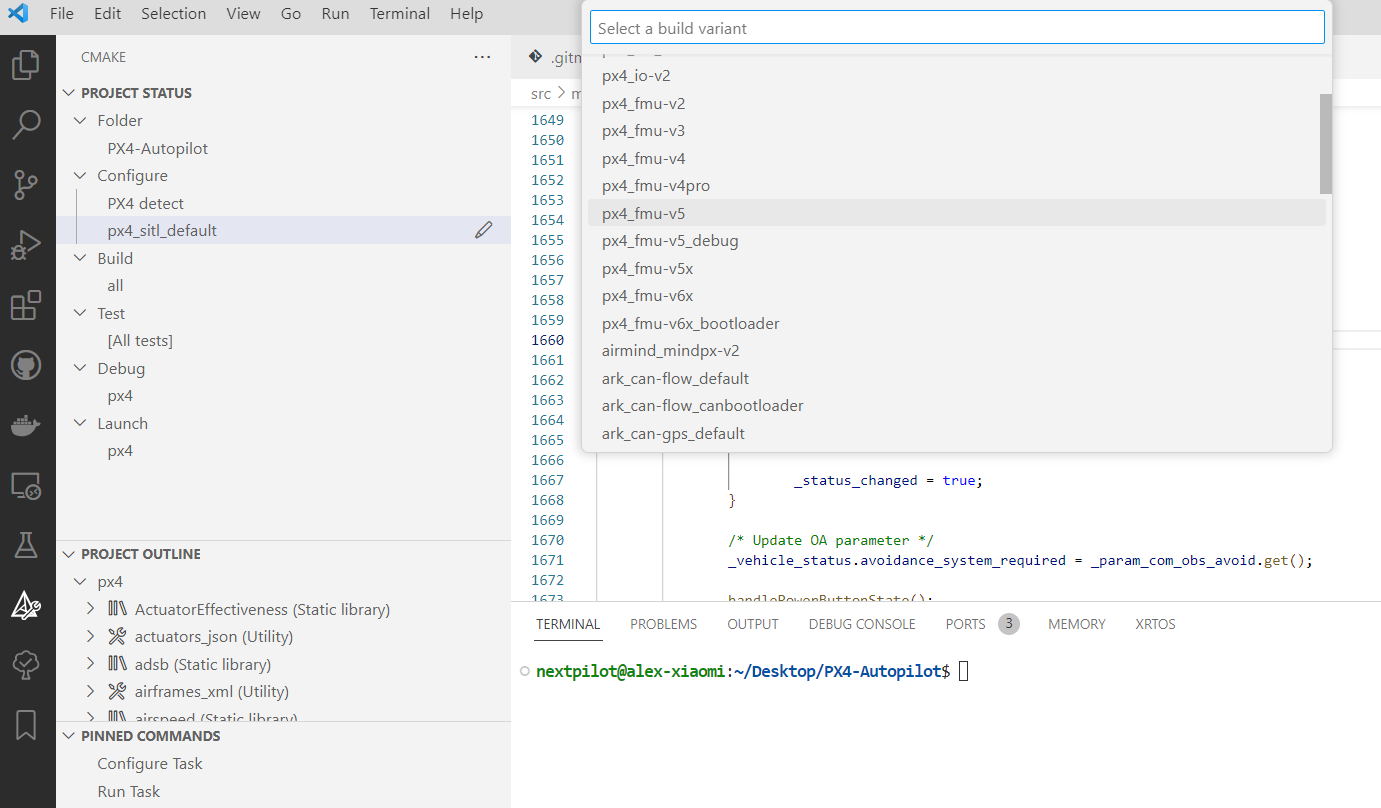 File Edit Selection View Go Run Terminal Help
Select a build variant
CMAKE
PROJECT STATUS
Folder
PX4-Autopilot
Configure
PX4 detect
px4_sitl_default
Build
all
Test
[All tests]
Debug
px4
Launch
px4
PROJECT OUTLINE
px4
ActuatorEffectiveness (Static library)
actuators_json (Utility)
adsb (Static library)
airframes_xml (Utility)
airspeed (Static library)
PINNED COMMANDS
Configure Task
Run Task
px4_io-v2
px4_fmu-v2
px4_fmu-v3
px4_fmu-v4
px4_fmu-v4pro
px4_fmu-v5
px4_fmu-v5_debug
px4_fmu-v5x
px4_fmu-v6x
px4_fmu-v6x_bootloader
airmind_mindpx-v2
ark_can-flow_default
ark_can-flow_canbootloader
ark_can-gps_default
.gitm
src > m
1649
1650
1651
1652
1653
1654
1655
1656
1657
1658
1659
1660
1661
1662
1663
1664
1665
1666
1667 _status_changed = true;
1668 }
1669
1670 /* Update OA parameter */
1671 _vehicle_status.avoidance_system_required = _param_com_obs_avoid.get();
1672
1673 handlePowerButtonState();
TERMINAL PROBLEMS OUTPUT DEBUG CONSOLE PORTS 3 MEMORY XRTOS
nextpilot@alex-xiaomi:~/Desktop/PX4-Autopilot$